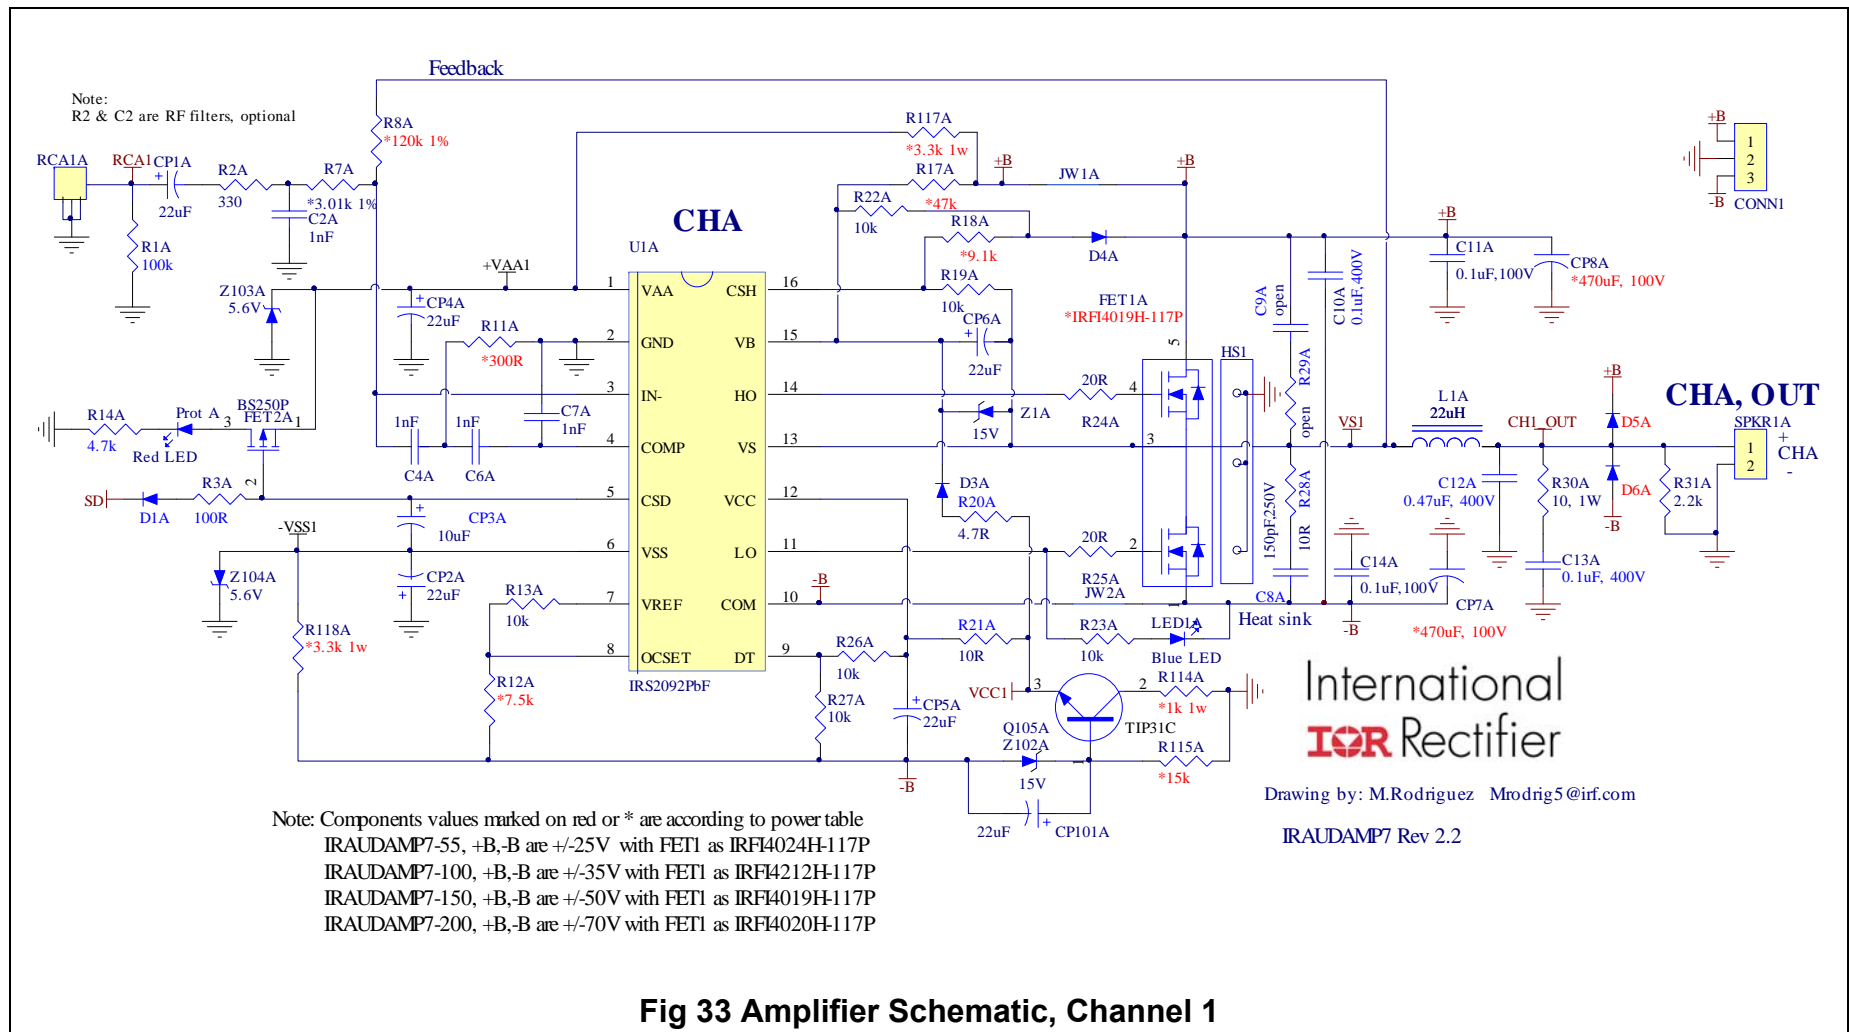 Feedback
Note:
R2 & C2 are RF filters, optional
R8A
*120k 1%
R117A
*3.3k 1w
+B
+B
+B
1
2
3
-B
CONN1
RCA1A
RCA1
CP1A
+
22uF
R2A
330
R7A
*3.01k 1%
C2A
1nF
R1A
100k
R17A
*47k
JW1A
R22A
10k
CHA
R18A
*9.1k
D4A
U1A
+B
C11A
0.1uF,100V
CP8A
*470uF, 100V
+VAA1
Z103A
5.6V
+
CP4A
22uF
1
VAA
CSH
16
R19A
10k
FET1A
*IRFI4019H-117P
C9A
open
C10A
0.1uF,400V
R11A
*300R
2
GND
VB
15
CP6A
+
22uF
5
HS1
R29A
open
3
IN-
HO
14
20R
R24A
4
C7A
1nF
Z1A
15V
L1A
22uH
+B
CHA, OUT
BS250P
FET2A
R14A
4.7k
Prot A
3
1
Red LED
2
1nF
C4A
1nF
C6A
4
COMP
VS
13
3
VS1
CH1_OUT
D5A
SPKR1A
1
2
+
CHA
-
SD
D1A
R3A
100R
5
CSD
VCC
12
D3A
R20A
4.7R
150pF,250V
R28A
10R
C12A
0.47uF, 400V
R30A
10, 1W
D6A
-B
R31A
2.2k
+
CP3A
10uF
-VSS1
6
VSS
LO
11
20R
R25A
2
Z104A
5.6V
CP2A
+
22uF
C14A
0.1uF,100V
C13A
0.1uF, 400V
R13A
10k
7
VREF
COM
10
-B
JW2A
1
C8A
CP7A
*470uF, 100V
-B
Heat sink
R118A
*3.3k 1w
R21A
10R
R23A
10k
LED1A
Blue LED
8
OCSET
DT
9
R26A
10k
IRS2092PbF
R12A
*7.5k
R27A
10k
+
CP5A
22uF
VCC1
3
2
R114A
*1k 1w
TIP31C
Q105A
Z102A
15V
1
R115A
*15k
-B
22uF
+
CP101A
International
IOR Rectifier
Drawing by: M.Rodriguez Mrodrig5@irf.com
IRAUDAMP7 Rev 2.2
Note: Components values marked on red or * are according to power table
IRAUDAMP7-55, +B,-B are +/-25V with FET1 as IRFI4024H-117P
IRAUDAMP7-100, +B,-B are +/-35V with FET1 as IRFI4212H-117P
IRAUDAMP7-150, +B,-B are +/-50V with FET1 as IRFI4019H-117P
IRAUDAMP7-200, +B,-B are +/-70V with FET1 as IRFI4020H-117P
Fig 33 Amplifier Schematic, Channel 1